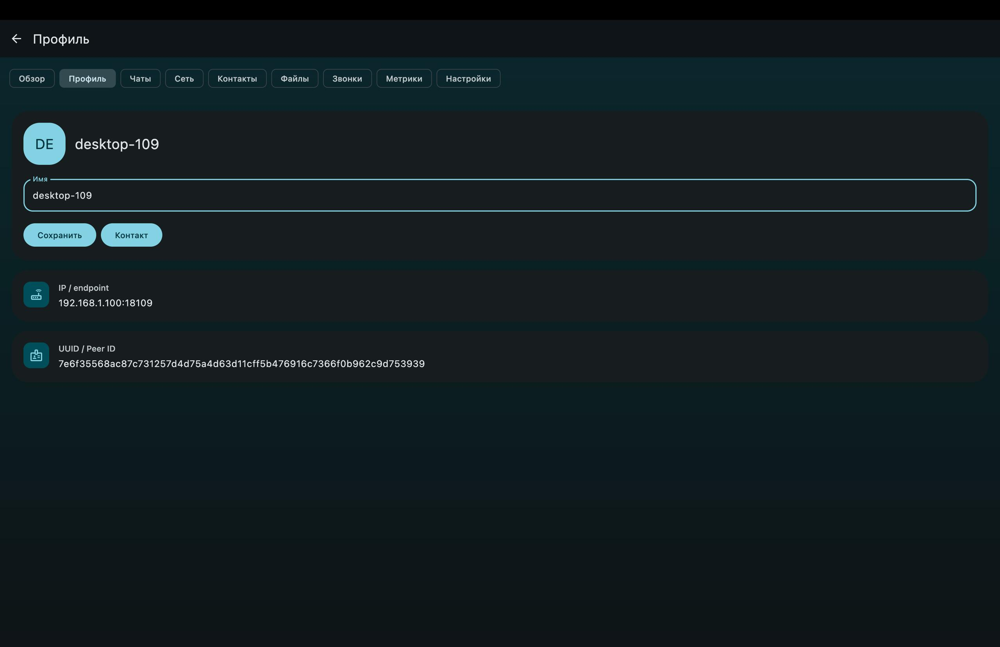 Профиль
Обзор Профиль Чаты Сеть Контакты Файлы Звонки Метрики Настройки
DE desktop-109
Имя
desktop-109
Сохранить Контакт
IP / endpoint
192.168.1.100:18109
UUID / Peer ID
7e6f35568ac87c731257d4d75a4d63d11cff5b476916c7366f0b962c9d753939